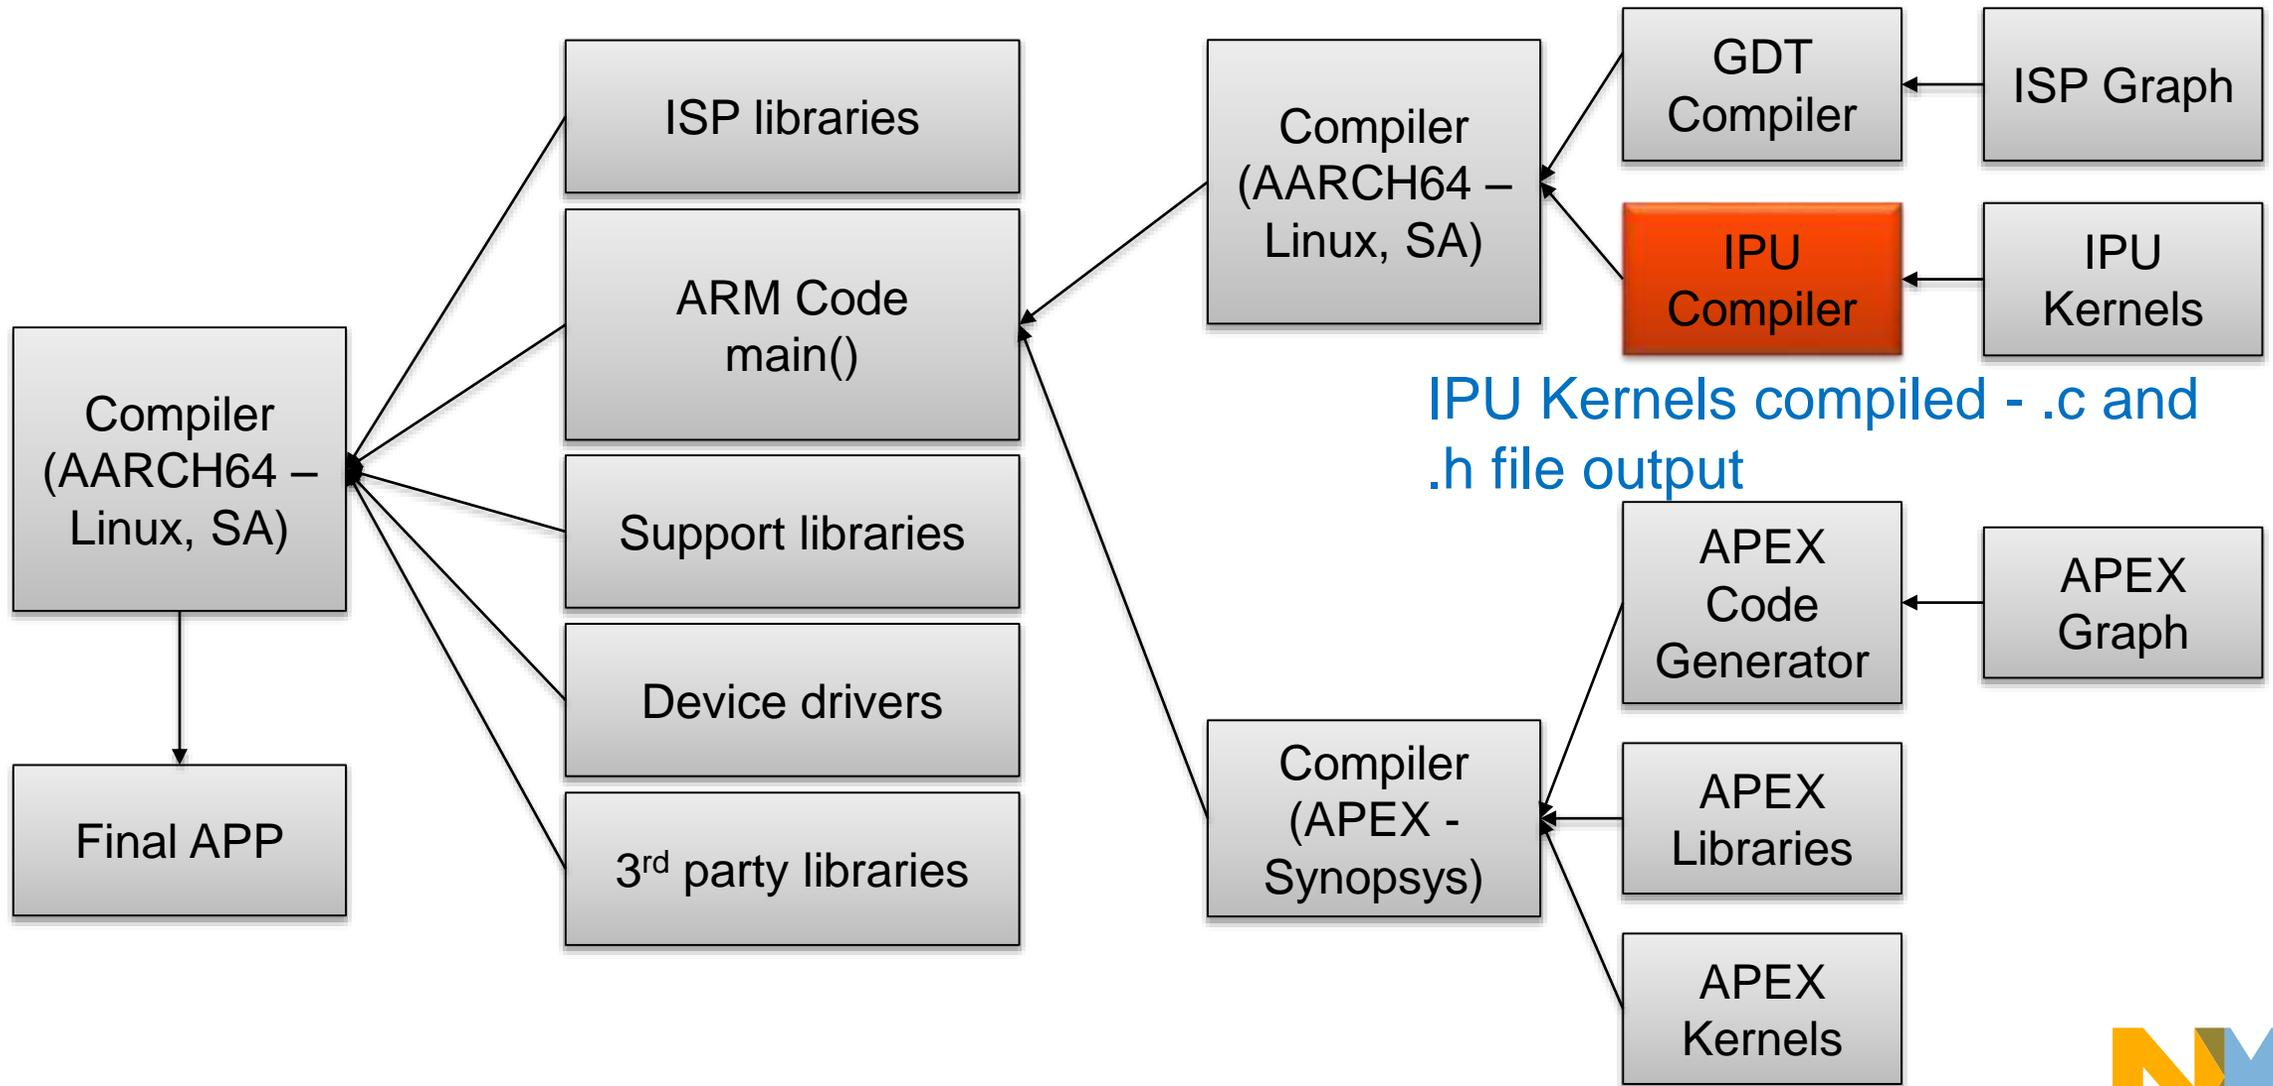 ISP libraries
ARM Code
main()
Support libraries
Device drivers
3rd party libraries
Compiler
(AARCH64 –
Linux, SA)
Final APP
Compiler
(AARCH64 –
Linux, SA)
GDT
Compiler
ISP Graph
IPU
Compiler
IPU
Kernels
IPU Kernels compiled - .c and
.h file output
APEX
Code
Generator
APEX
Graph
Compiler
(APEX -
Synopsys)
APEX
Libraries
APEX
Kernels